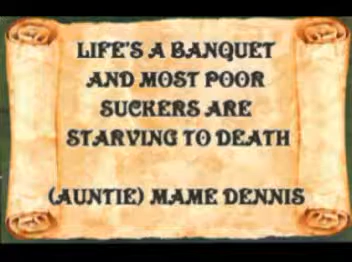 LIFE'S A BANQUET
AND MOST POOR
SUCKERS ARE
STARVING TO DEATH
(AUNTIE) MAME DENNIS